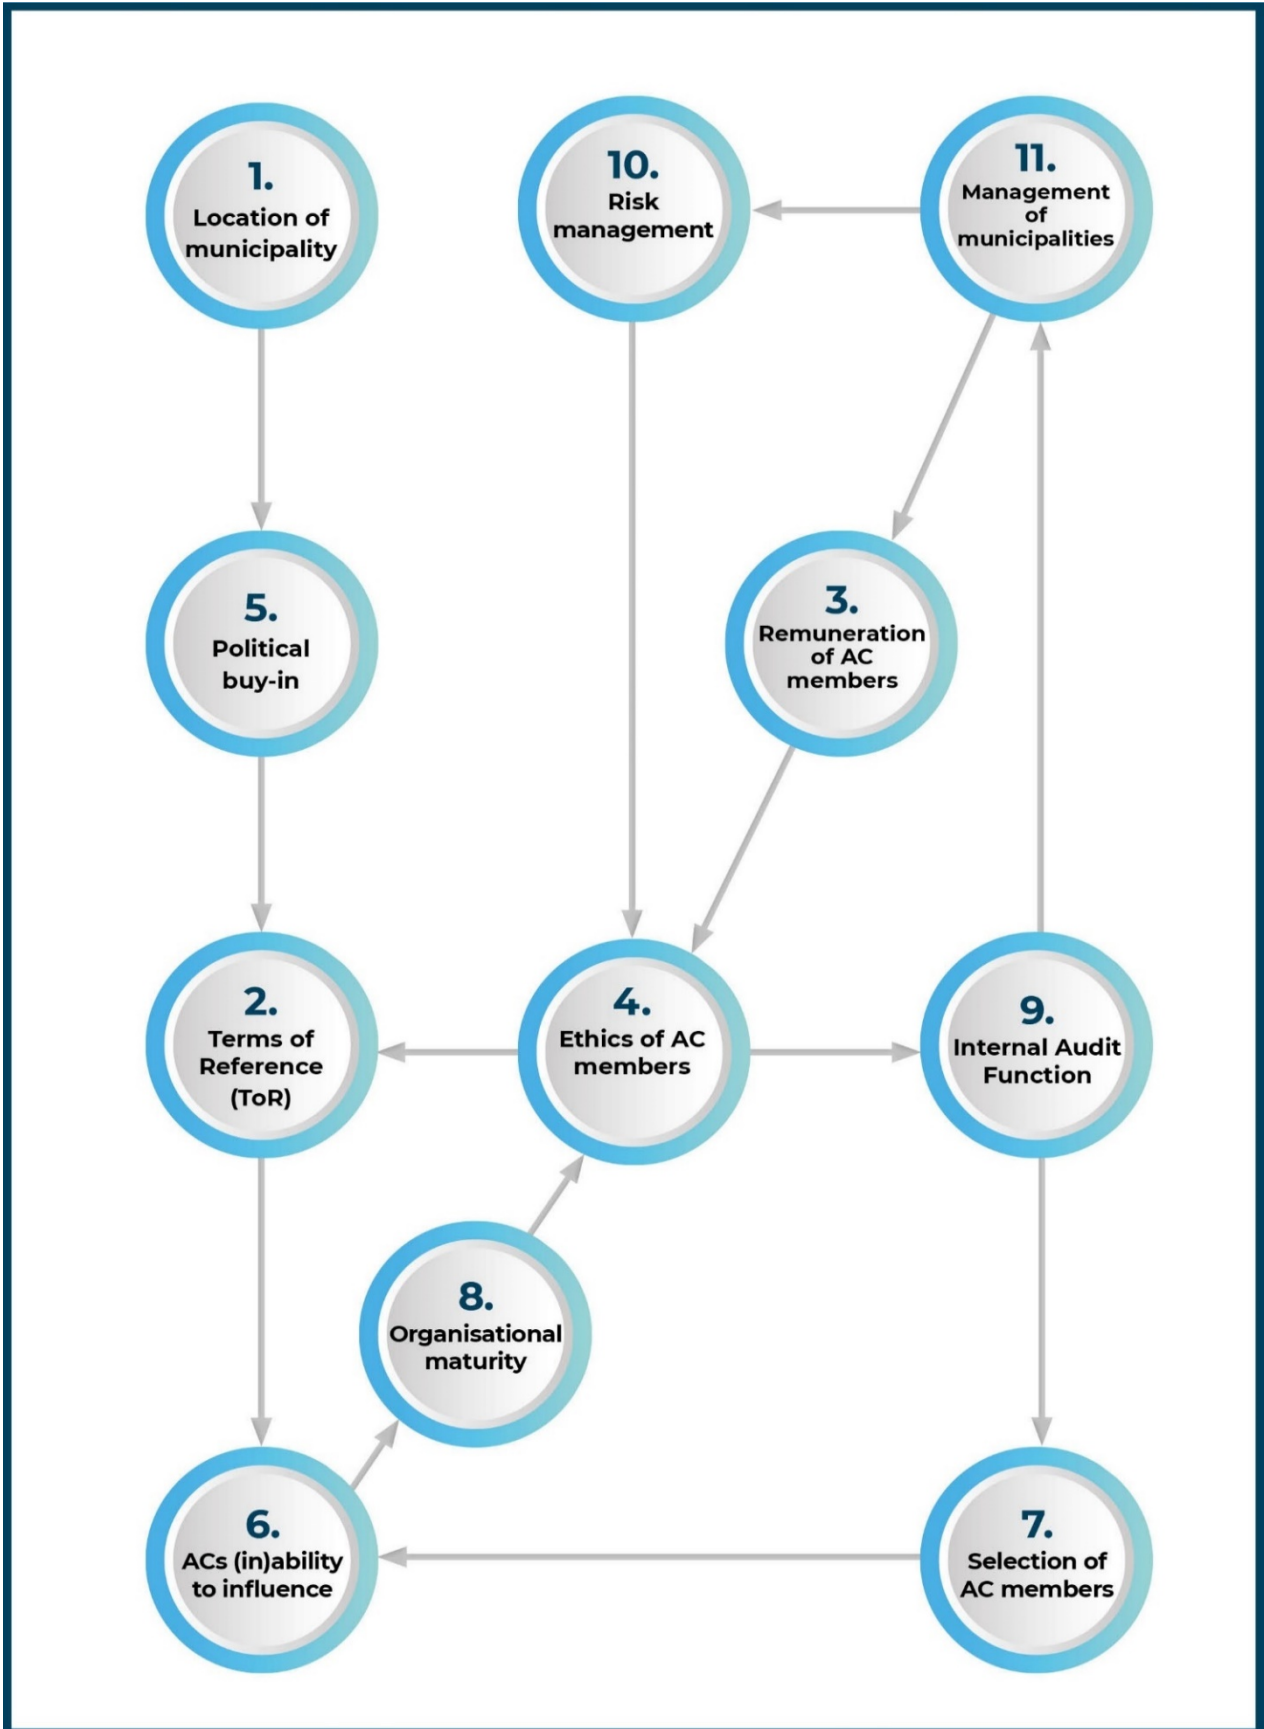 1.
Location of
municipality
10.
Risk
management
11.
Management
of
municipalities
5.
Political
buy-in
3.
Remuneration
of AC
members
2.
Terms of
Reference
(ToR)
4.
Ethics of AC
members
9.
Internal Audit
Function
8.
Organisational
maturity
6.
ACs (in)ability
to influence
7.
Selection of
AC members